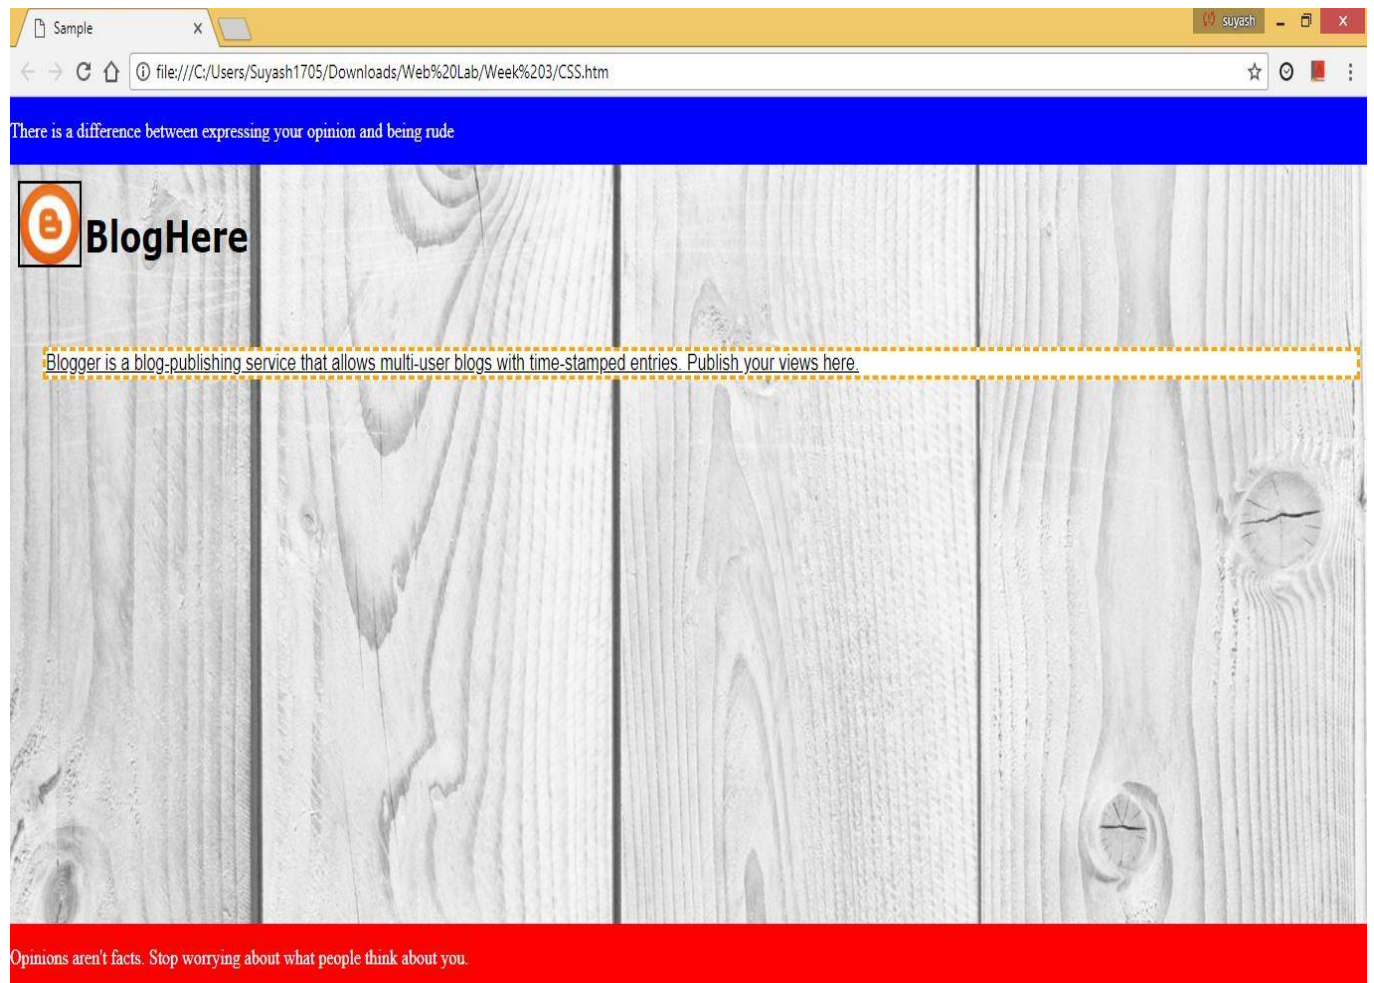 Sample
suyash
file:///C:/Users/Suyash1705/Downloads/Web%20Lab/Week%203/CSS.htm
There is a difference between expressing your opinion and being rude
BlogHere
Blogger is a blog-publishing service that allows multi-user blogs with time-stamped entries. Publish your views here.
Opinions aren't facts. Stop worrying about what people think about you.